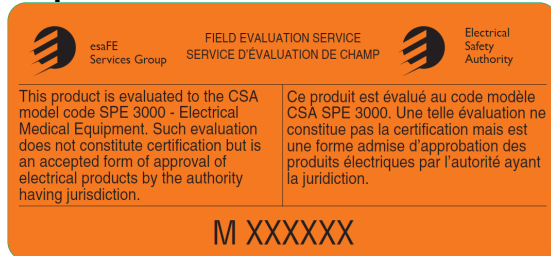 esaFE
Services Group
FIELD EVALUATION SERVICE
SERVICE D'ÉVALUATION DE CHAMP
Electrical
Safety
Authority
This product is evaluated to the CSA
model code SPE 3000 - Electrical
Medical Equipment. Such evaluation
does not constitute certification but is
an accepted form of approval of
electrical products by the authority
having jurisdiction.
Ce produit est évalué au code modèle
CSA SPE 3000. Une telle évaluation ne
constitue pas la certification mais est
une forme admise d'approbation des
produits électriques par l'autorité ayant
la juridiction.
M XXXXXX